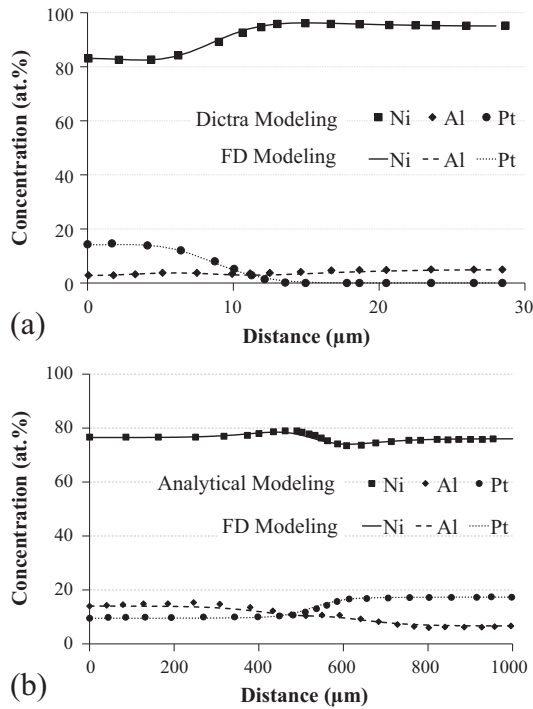 100
80
60
40
20
0
Concentration (at.%)
Dictra Modeling ■ Ni ◆ Al ● Pt
FD Modeling — Ni --- Al ······ Pt
0 10 20 30
Distance (µm)
(a)
100
80
60
40
20
0
Concentration (at.%)
Analytical Modeling ■ Ni ◆ Al ● Pt
FD Modeling — Ni --- Al ······ Pt
0 200 400 600 800 1000
Distance (µm)
(b)